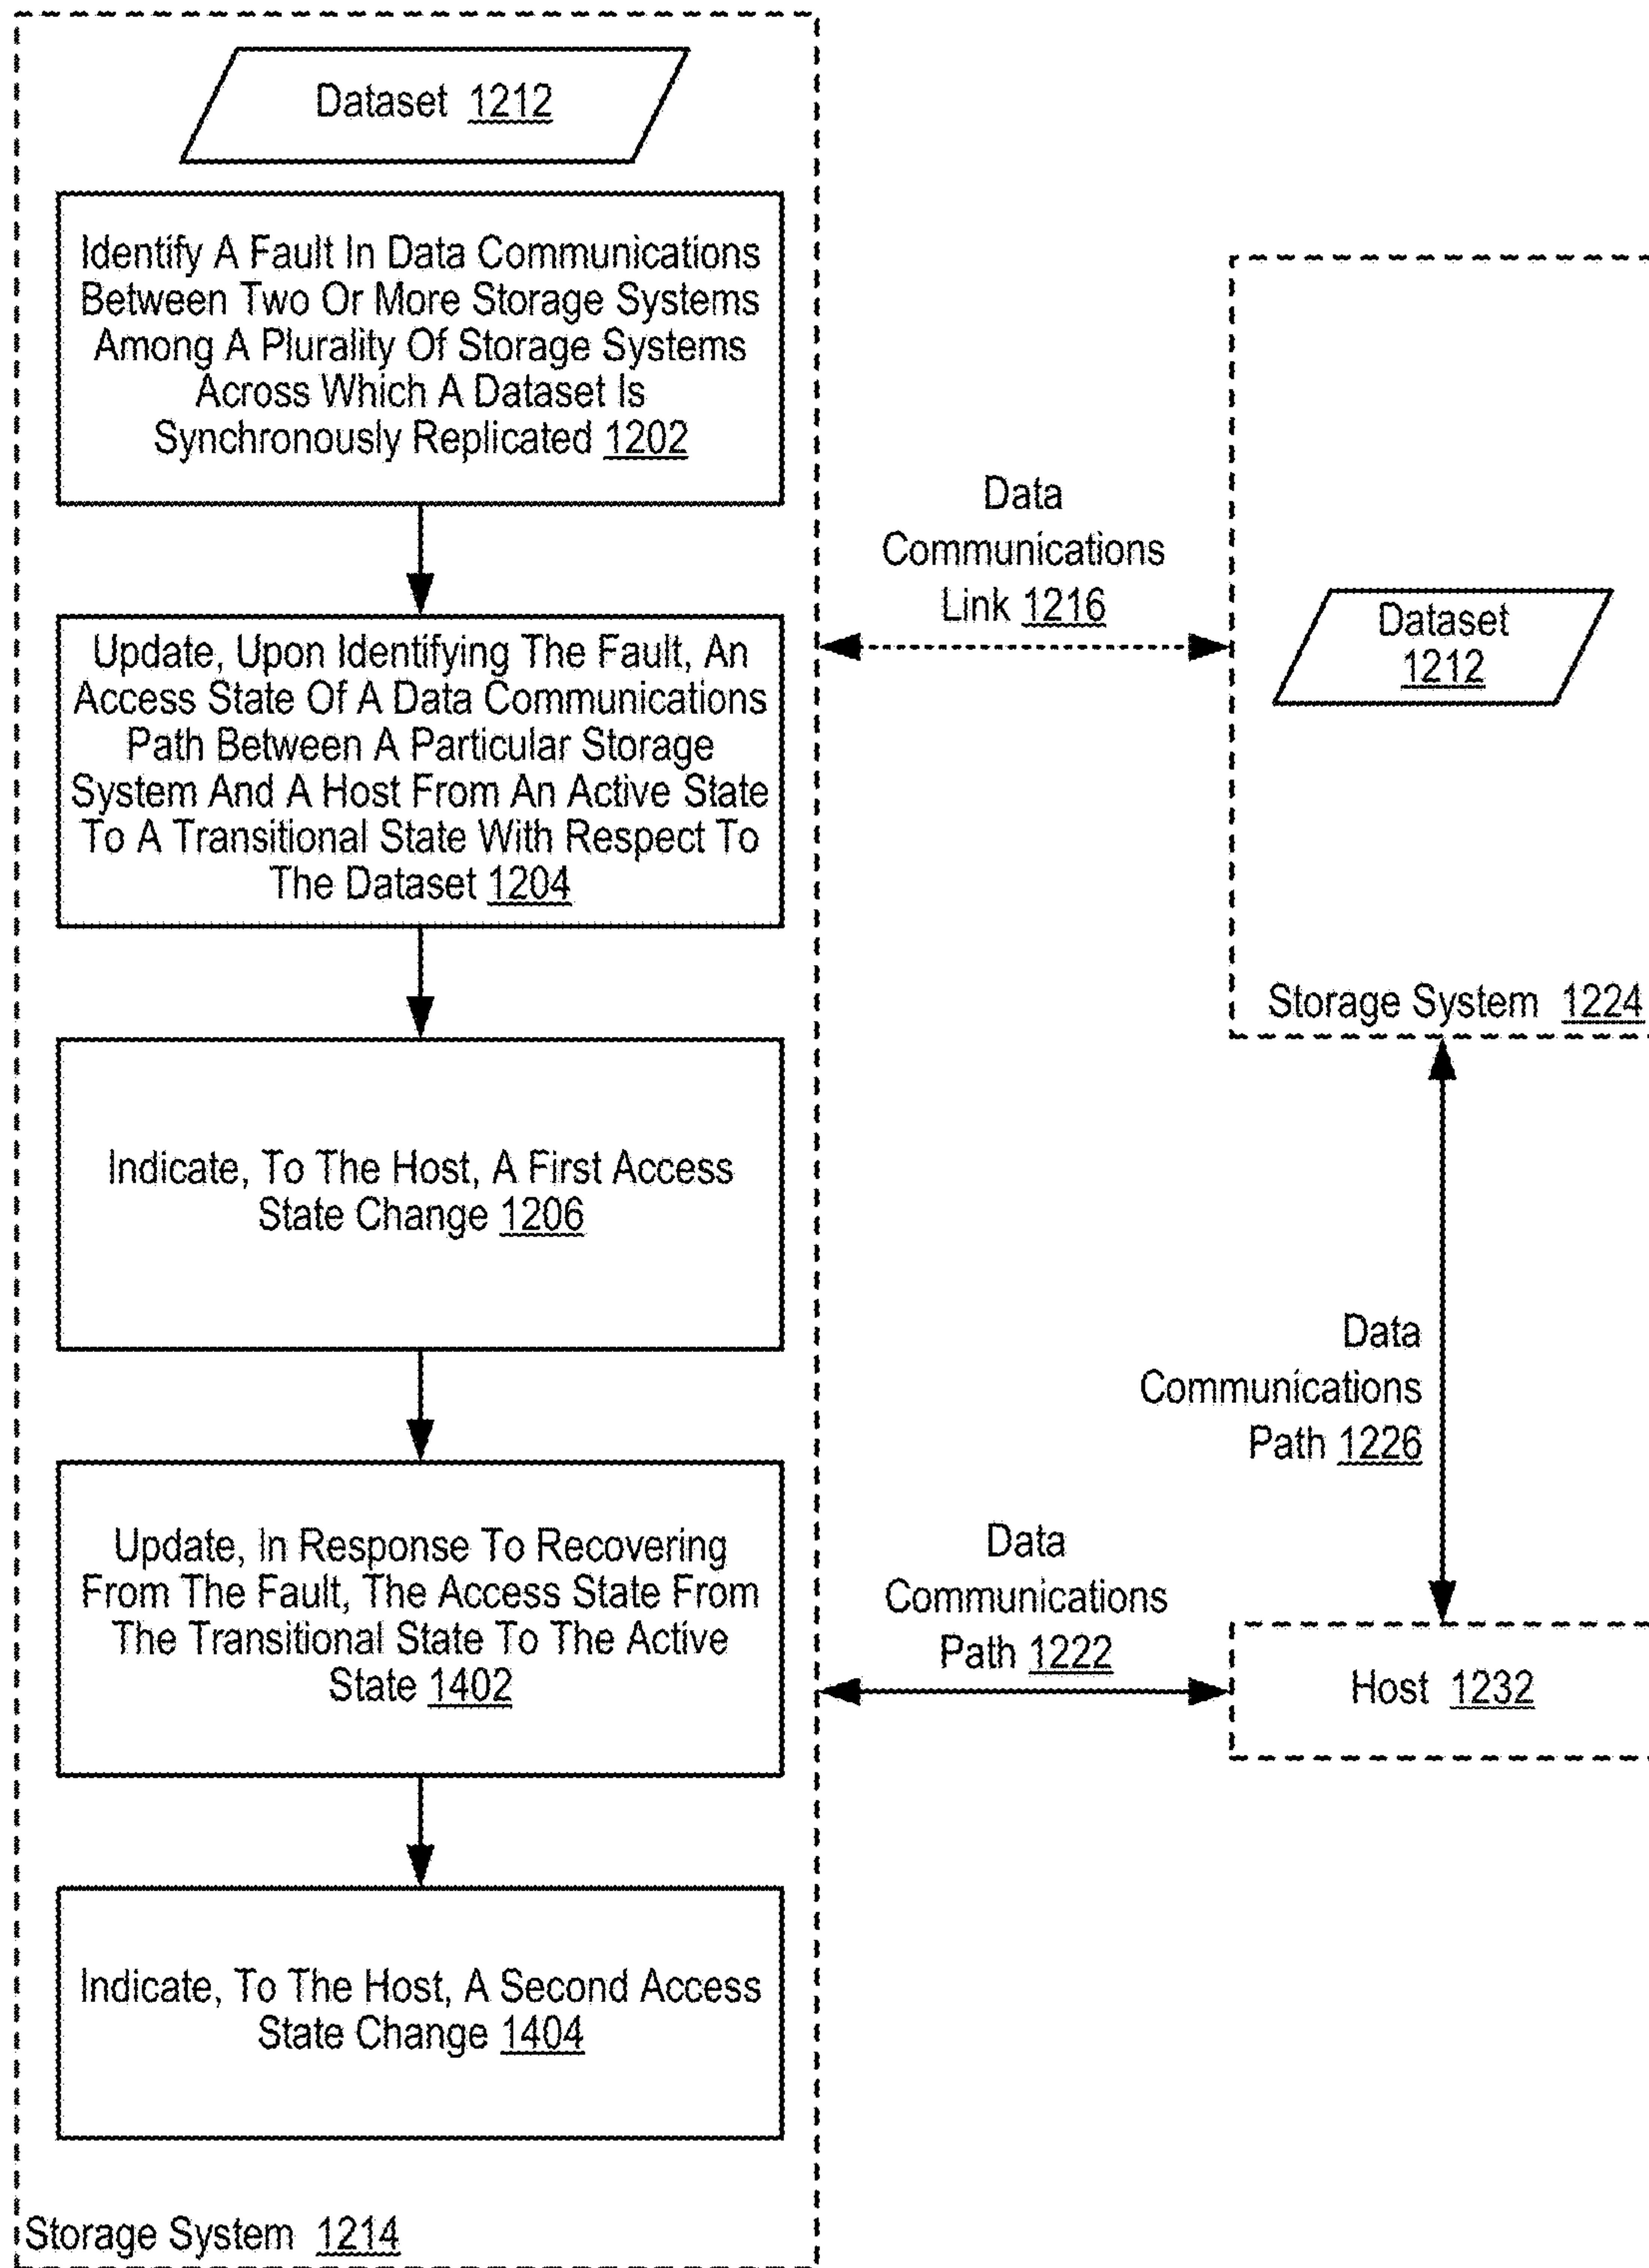 Dataset 1212
Identify A Fault In Data Communications
Between Two Or More Storage Systems
Among A Plurality Of Storage Systems
Across Which A Dataset Is
Synchronously Replicated 1202
Update, Upon Identifying The Fault, An
Access State Of A Data Communications
Path Between A Particular Storage
System And A Host From An Active State
To A Transitional State With Respect To
The Dataset 1204
Indicate, To The Host, A First Access
State Change 1206
Update, In Response To Recovering
From The Fault, The Access State From
The Transitional State To The Active
State 1402
Indicate, To The Host, A Second Access
State Change 1404
Storage System 1214
Data
Communications
Link 1216
Dataset
1212
Storage System 1224
Data
Communications
Path 1226
Data
Communications
Path 1222
Host 1232